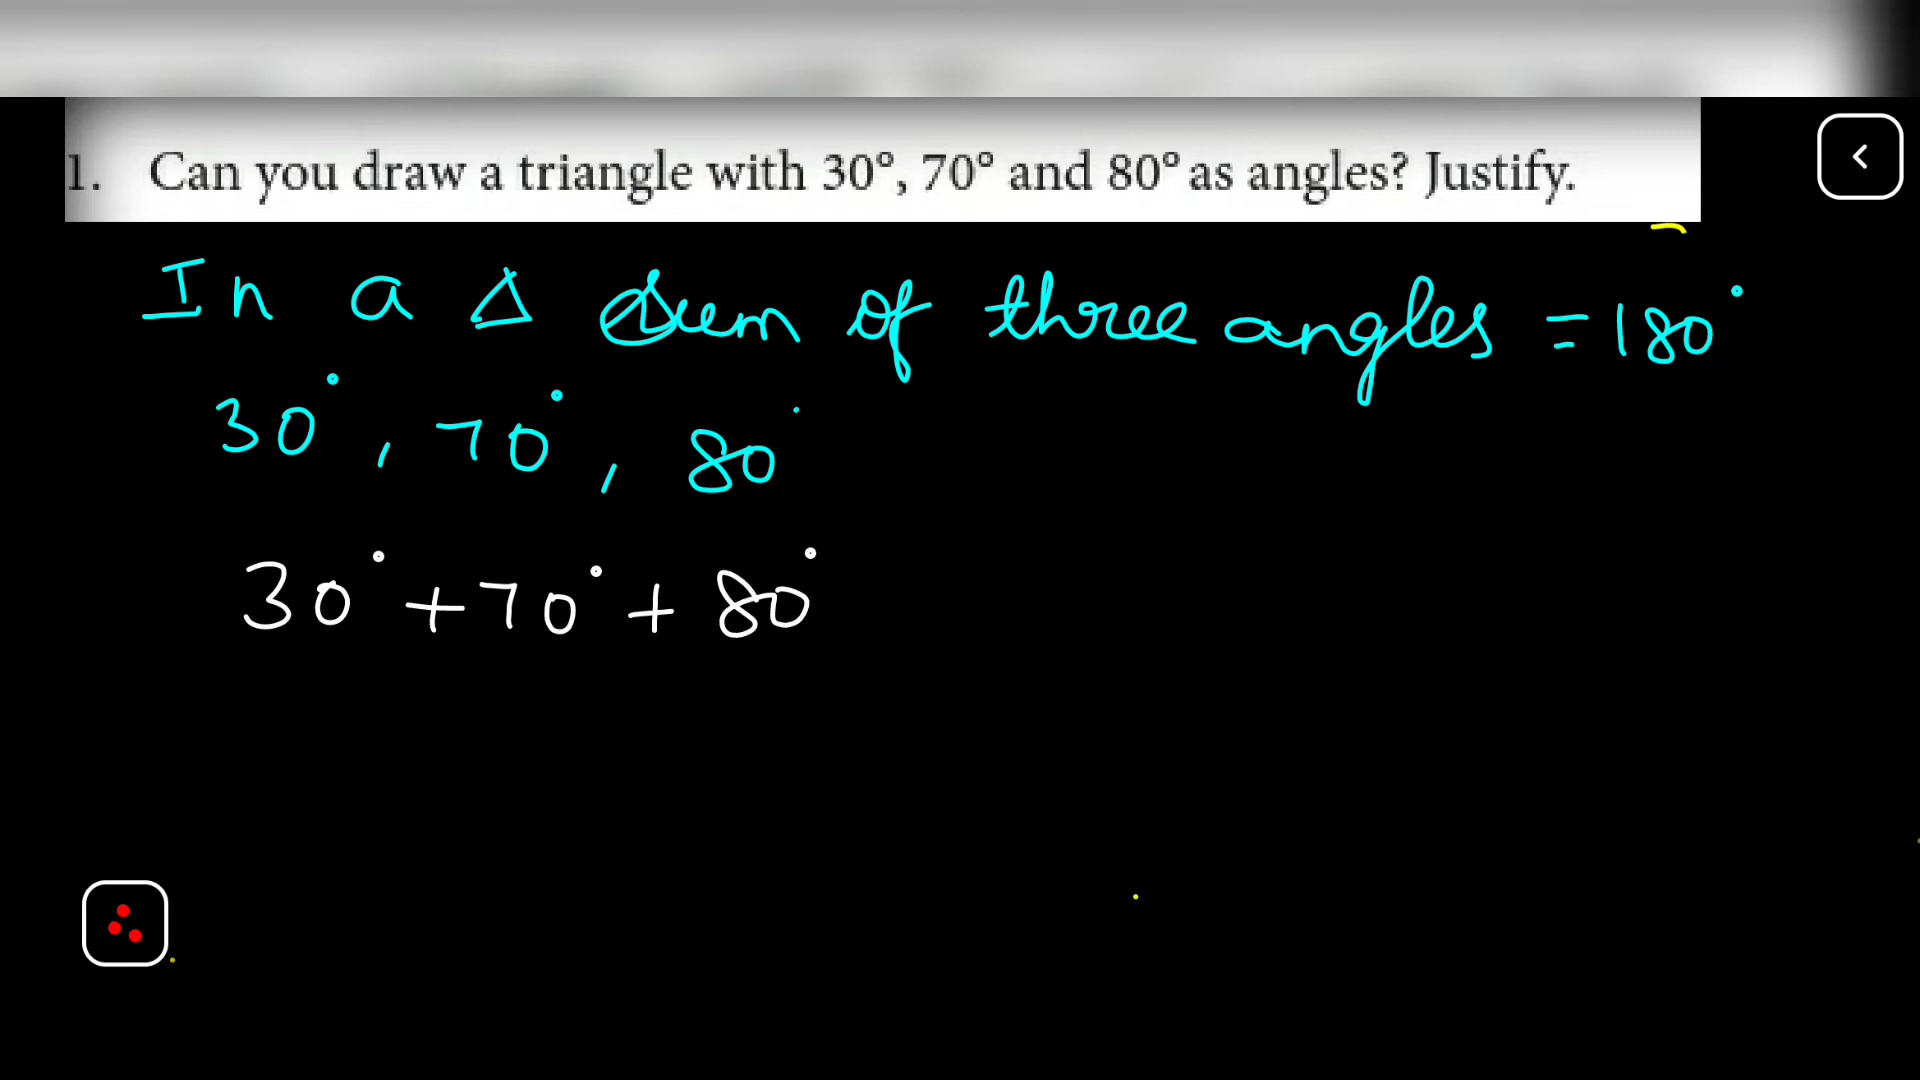 1. Can you draw a triangle with 30°, 70° and 80° as angles? Justify.
In a Δ Sum of three angles = 180°
30°, 70°, 80°
30° + 70° + 80°